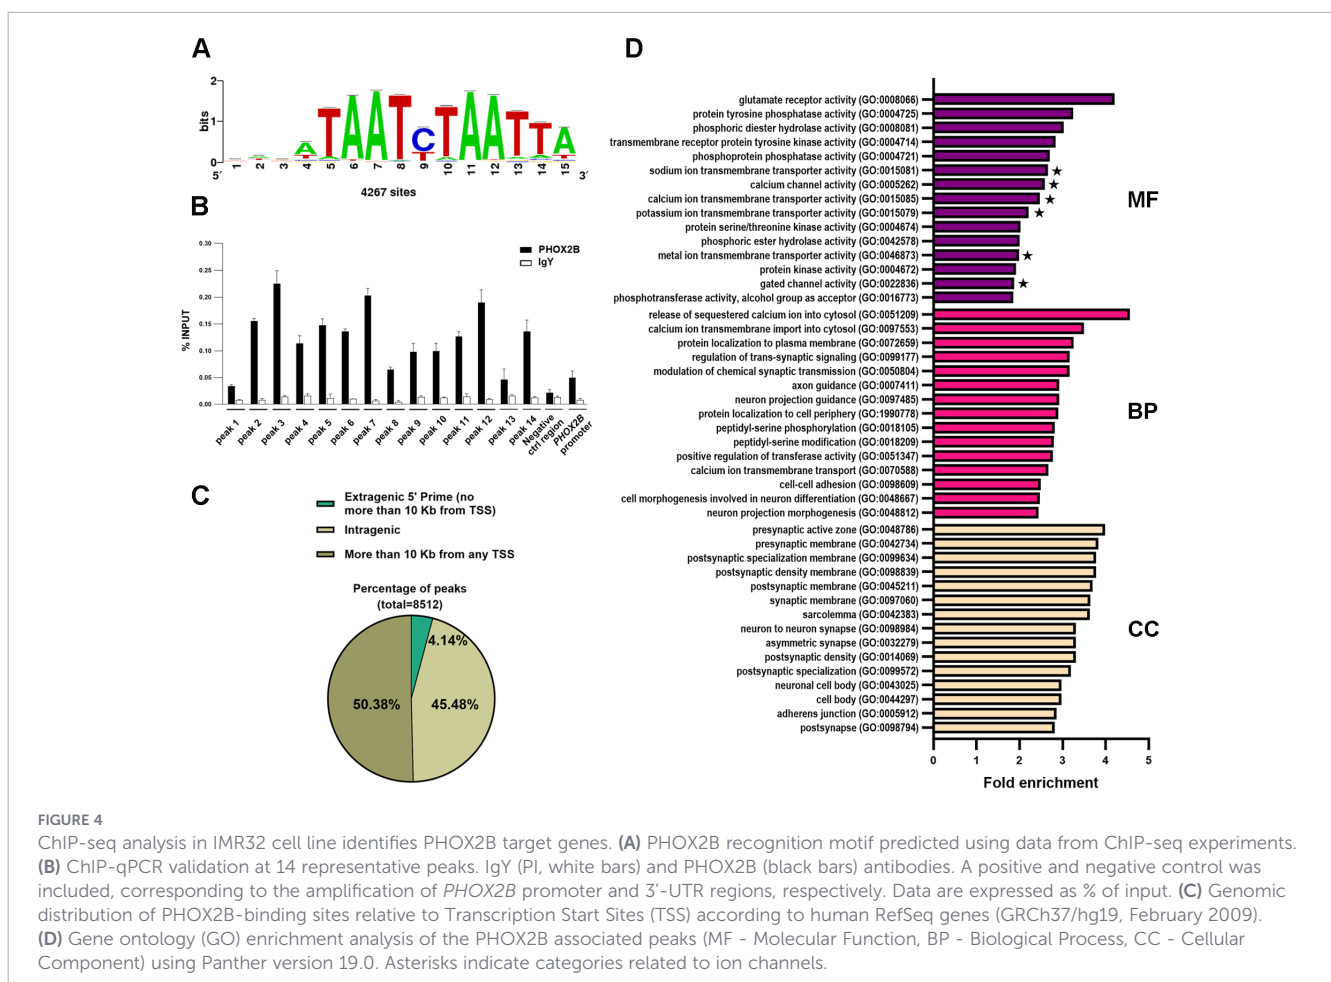 A
2
1
0
bits
ATAATCTAATTA
1 2 3 4 5 6 7 8 9 10 11 12 13 14 15
5′ 3′
4267 sites
B
0.30
0.25
0.20
0.15
0.10
0.05
0.00
% INPUT
PHOX2B
IgY
peak 1
peak 2
peak 3
peak 4
peak 5
peak 6
peak 7
peak 8
peak 9
peak 10
peak 11
peak 12
peak 13
peak 14
Negative
ctrl region
PHOX2B
promoter
C
Extragenic 5' Prime (no
more than 10 Kb from TSS)
Intragenic
More than 10 Kb from any TSS
Percentage of peaks
(total=8512)
4.14%
50.38%
45.48%
D
glutamate receptor activity (GO:0008066)
protein tyrosine phosphatase activity (GO:0004725)
phosphoric diester hydrolase activity (GO:0008081)
transmembrane receptor protein tyrosine kinase activity (GO:0004714)
phosphoprotein phosphatase activity (GO:0004721)
sodium ion transmembrane transporter activity (GO:0015081) ★
calcium channel activity (GO:0005262) ★
calcium ion transmembrane transporter activity (GO:0015085) ★
potassium ion transmembrane transporter activity (GO:0015079) ★
protein serine/threonine kinase activity (GO:0004674)
phosphoric ester hydrolase activity (GO:0042578)
metal ion transmembrane transporter activity (GO:0046873) ★
protein kinase activity (GO:0004672)
gated channel activity (GO:0022836) ★
phosphotransferase activity, alcohol group as acceptor (GO:0016773)
MF
release of sequestered calcium ion into cytosol (GO:0051209)
calcium ion transmembrane import into cytosol (GO:0097553)
protein localization to plasma membrane (GO:0072659)
regulation of trans-synaptic signaling (GO:0099177)
modulation of chemical synaptic transmission (GO:0050804)
axon guidance (GO:0007411)
neuron projection guidance (GO:0097485)
protein localization to cell periphery (GO:1990778)
peptidyl-serine phosphorylation (GO:0018105)
peptidyl-serine modification (GO:0018209)
positive regulation of transferase activity (GO:0051347)
calcium ion transmembrane transport (GO:0070588)
cell-cell adhesion (GO:0098609)
cell morphogenesis involved in neuron differentiation (GO:0048667)
neuron projection morphogenesis (GO:0048812)
BP
presynaptic active zone (GO:0048786)
presynaptic membrane (GO:0042734)
postsynaptic specialization membrane (GO:0099634)
postsynaptic density membrane (GO:0098839)
postsynaptic membrane (GO:0045211)
synaptic membrane (GO:0097060)
sarcolemma (GO:0042383)
neuron to neuron synapse (GO:0098984)
asymmetric synapse (GO:0032279)
postsynaptic density (GO:0014069)
postsynaptic specialization (GO:0099572)
neuronal cell body (GO:0043025)
cell body (GO:0044297)
adherens junction (GO:0005912)
postsynapse (GO:0098794)
CC
0 1 2 3 4 5
Fold enrichment
FIGURE 4
ChIP-seq analysis in IMR32 cell line identifies PHOX2B target genes. (A) PHOX2B recognition motif predicted using data from ChIP-seq experiments.
(B) ChIP-qPCR validation at 14 representative peaks. IgY (PI, white bars) and PHOX2B (black bars) antibodies. A positive and negative control was
included, corresponding to the amplification of PHOX2B promoter and 3′-UTR regions, respectively. Data are expressed as % of input. (C) Genomic
distribution of PHOX2B-binding sites relative to Transcription Start Sites (TSS) according to human RefSeq genes (GRCh37/hg19, February 2009).
(D) Gene ontology (GO) enrichment analysis of the PHOX2B associated peaks (MF - Molecular Function, BP - Biological Process, CC - Cellular
Component) using Panther version 19.0. Asterisks indicate categories related to ion channels.